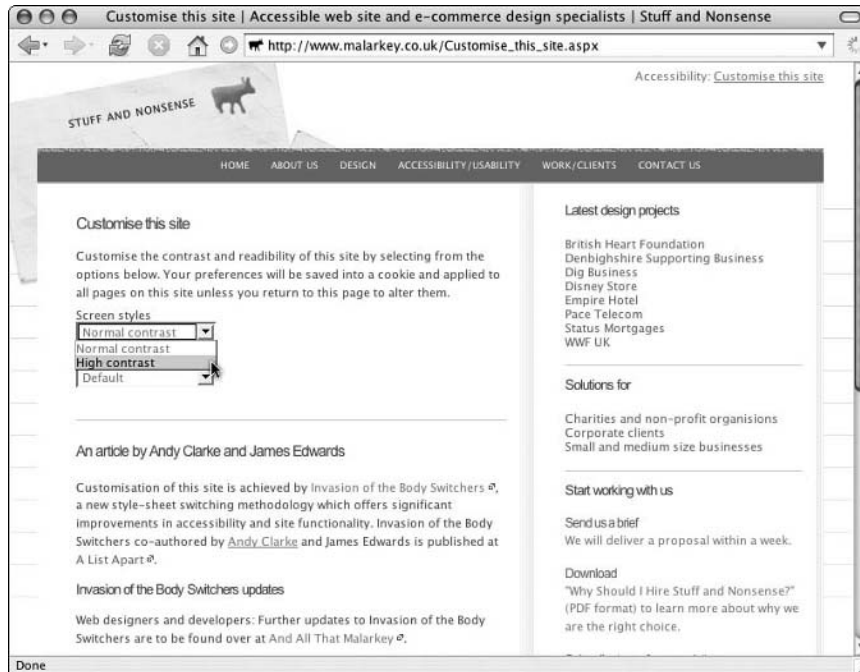 Customise this site | Accessible web site and e-commerce design specialists | Stuff and Nonsense
http://www.malarkey.co.uk/Customise_this_site.aspx
Accessibility: Customise this site
STUFF AND NONSENSE
HOME ABOUT US DESIGN ACCESSIBILITY/USABILITY WORK/CLIENTS CONTACT US
Customise this site
Customise the contrast and readibility of this site by selecting from the
options below. Your preferences will be saved into a cookie and applied to
all pages on this site unless you return to this page to alter them.
Screen styles
Normal contrast
Normal contrast
High contrast
Default
An article by Andy Clarke and James Edwards
Customisation of this site is achieved by Invasion of the Body Switchers,
a new style-sheet switching methodology which offers significant
improvements in accessibility and site functionality. Invasion of the Body
Switchers co-authored by Andy Clarke and James Edwards is published at
A List Apart.
Invasion of the Body Switchers updates
Web designers and developers: Further updates to Invasion of the Body
Switchers are to be found over at And All That Malarkey.
Latest design projects
British Heart Foundation
Denbighshire Supporting Business
Dig Business
Disney Store
Empire Hotel
Pace Telecom
Status Mortgages
WWF UK
Solutions for
Charities and non-profit organisions
Corporate clients
Small and medium size businesses
Start working with us
Send us a brief
We will deliver a proposal within a week.
Download
"Why Should I Hire Stuff and Nonsense?"
(PDF format) to learn more about why we
are the right choice.
Done